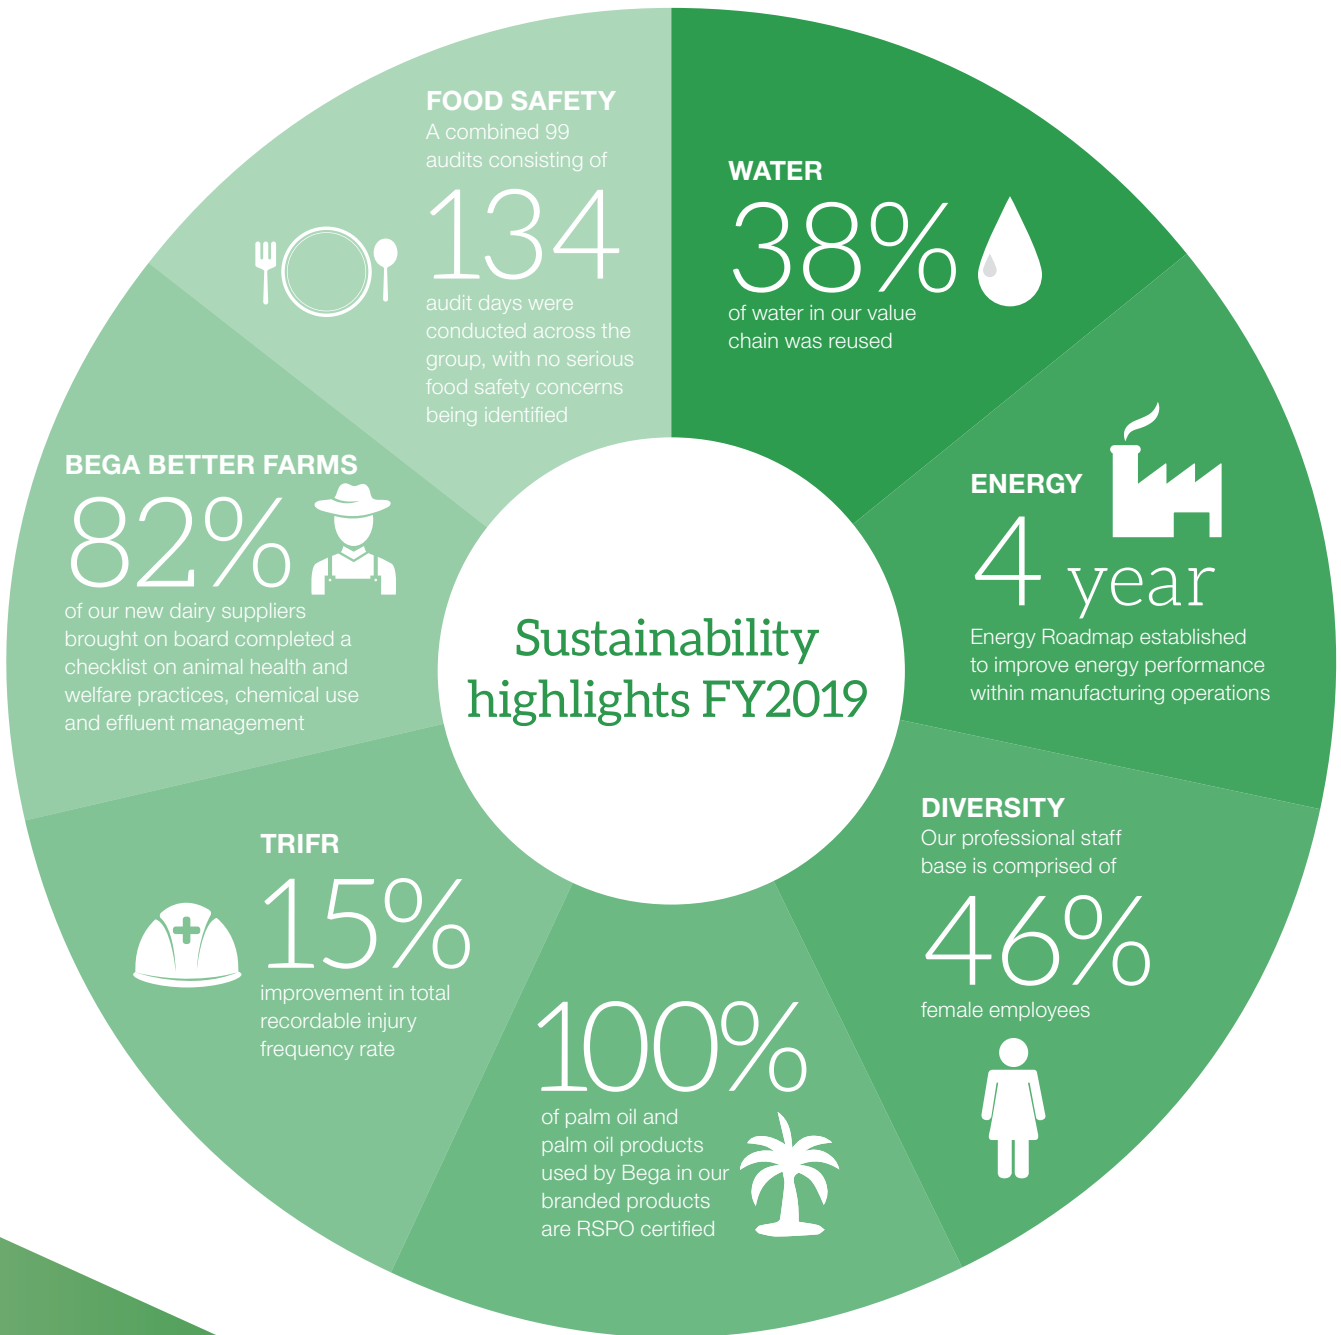 Sustainability
highlights FY2019
WATER
38%
of water in our value
chain was reused
ENERGY
4 year
Energy Roadmap established
to improve energy performance
within manufacturing operations
DIVERSITY
Our professional staff
base is comprised of
46%
female employees
100%
of palm oil and
palm oil products
used by Bega in our
branded products
are RSPO certified
TRIFR
15%
improvement in total
recordable injury
frequency rate
BEGA BETTER FARMS
82%
of our new dairy suppliers
brought on board completed a
checklist on animal health and
welfare practices, chemical use
and effluent management
FOOD SAFETY
A combined 99
audits consisting of
134
audit days were
conducted across the
group, with no serious
food safety concerns
being identified